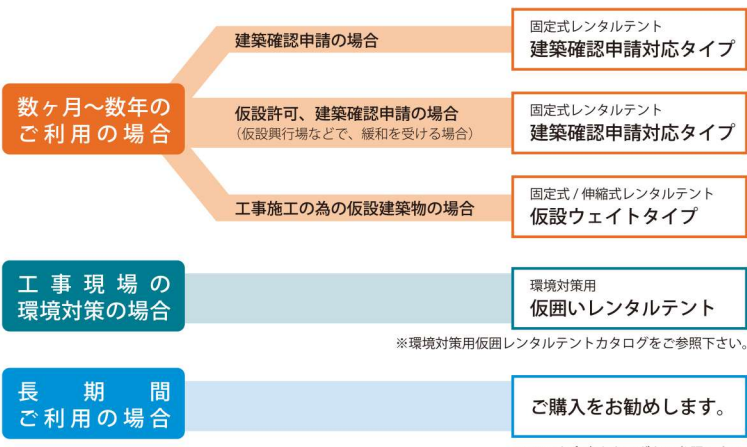 建築確認申請の場合
固定式レンタルテント
建築確認申請対応タイプ
数ヶ月～数年の
ご利用の場合
仮設許可、建築確認申請の場合
（仮設興行場などで、緩和を受ける場合）
固定式レンタルテント
建築確認申請対応タイプ
工事施工の為の仮設建築物の場合
固定式/伸縮式レンタルテント
仮設ウェイトタイプ
工事現場の
環境対策の場合
環境対策用
仮囲いレンタルテント
※環境対策用仮囲レンタルテントカタログをご参照下さい。
長期間
ご利用の場合
ご購入をお勧めします。